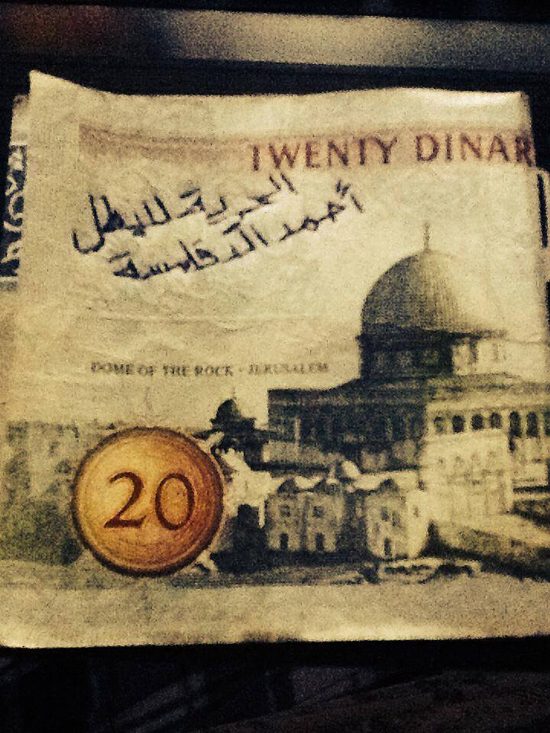 TWENTY DINAR
الحرية للبطل
أحمد الدقامسة
DOME OF THE ROCK - JERUSALEM
20